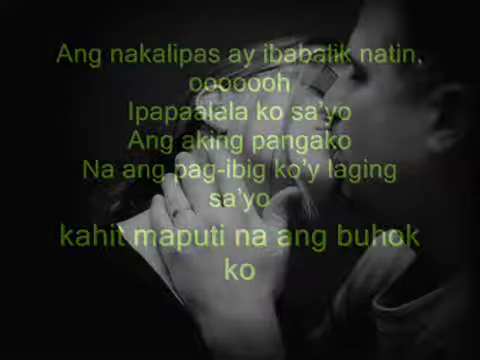 Ang nakalipas ay ibabalik natin,
ooooooh
Ipapaalala ko sa'yo
Ang aking pangako
Na ang pag-ibig ko'y laging
sa'yo
kahit maputi na ang buhok
ko